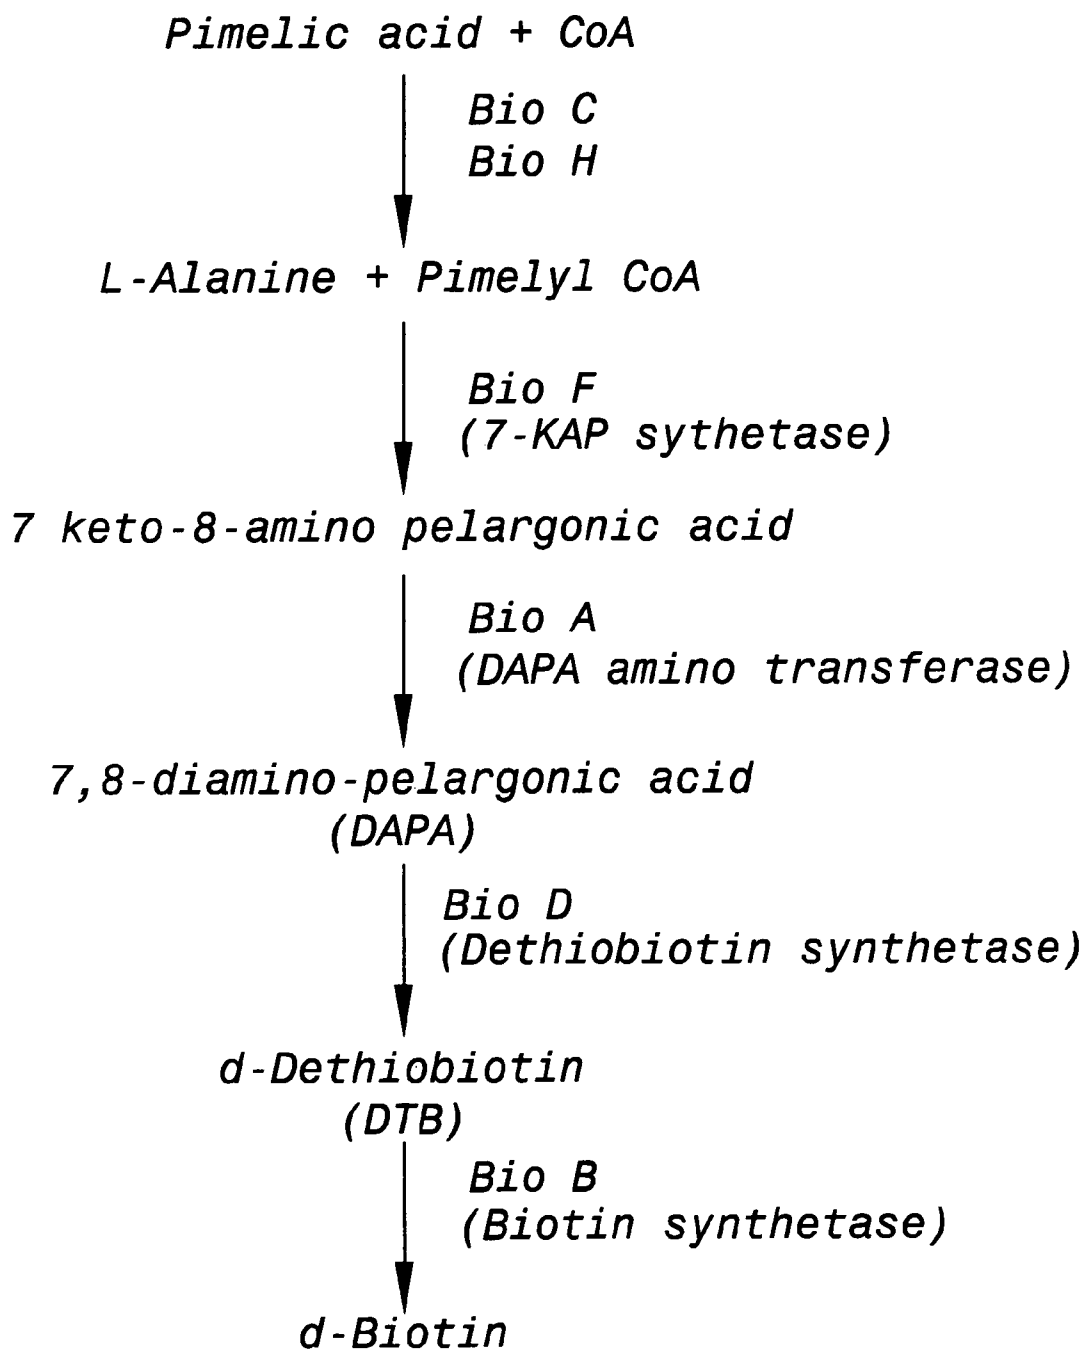 Pimelic acid + CoA
Bio C
Bio H
L-Alanine + Pimelyl CoA
Bio F
(7-KAP sythetase)
7 keto-8-amino pelargonic acid
Bio A
(DAPA amino transferase)
7,8-diamino-pelargonic acid
(DAPA)
Bio D
(Dethiobiotin synthetase)
d-Dethiobiotin
(DTB)
Bio B
(Biotin synthetase)
d-Biotin